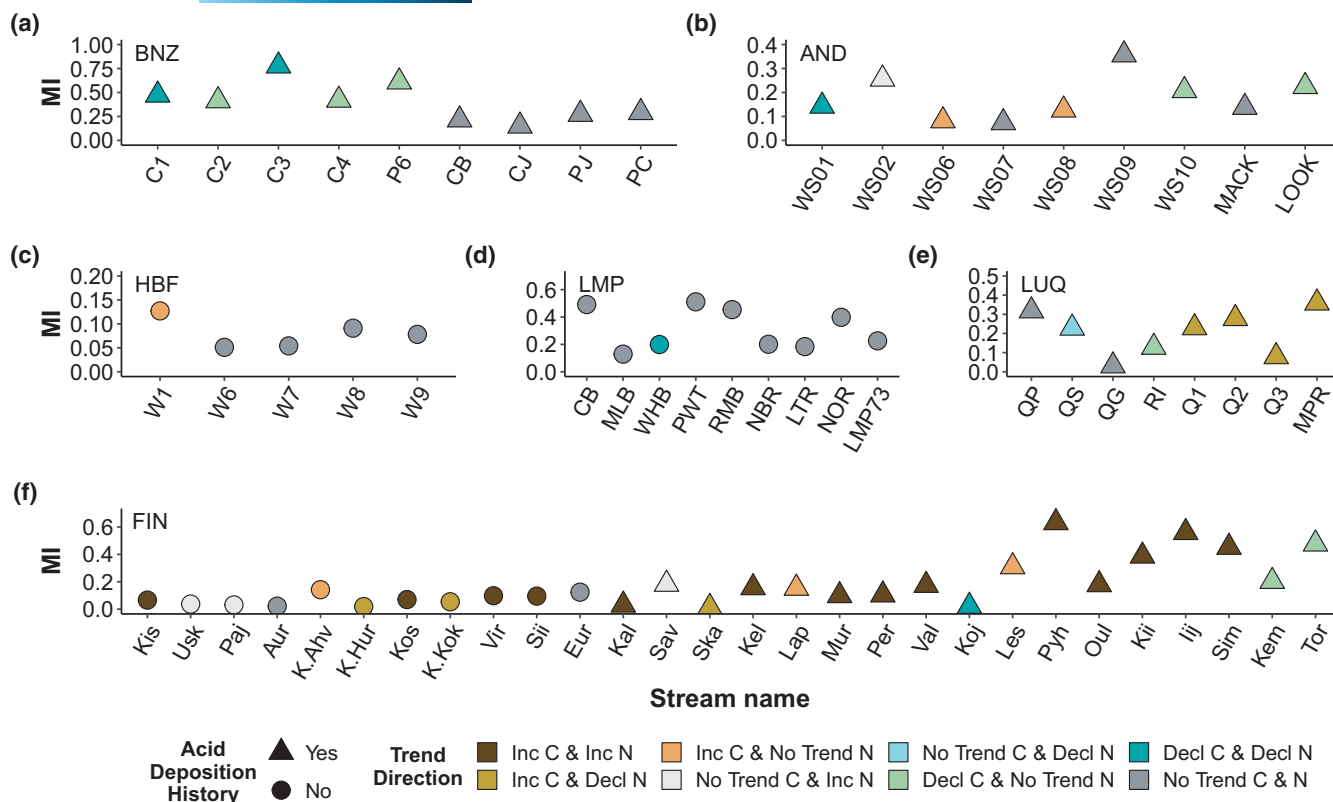 (a)
BNZ
MI
1.00
0.75
0.50
0.25
0.00
C1 C2 C3 C4 P6 CB CJ PJ PC
(b)
AND
0.4
0.3
0.2
0.1
0.0
WS01 WS02 WS06 WS07 WS08 WS09 WS10 MACK LOOK
(c)
HBF
MI
0.20
0.15
0.10
0.05
0.00
W1 W6 W7 W8 W9
(d)
LMP
0.6
0.4
0.2
0.0
CB MLB WHB PWT RMB NBR LTR NOR LMP73
(e)
LUQ
0.5
0.4
0.3
0.2
0.1
0.0
QP QS QG RI Q1 Q2 Q3 MPR
(f)
FIN
MI
0.6
0.4
0.2
0.0
Kis Usk Paj Aur K.Ahv K.Hur Kos K.Kok Vir Sii Eur Kal Sav Ska Kel Lap Mur Per Val Koj Les Pyh Oul Kii Iij Sim Kem Tor
Stream name
Acid Deposition History
Yes
No
Trend Direction
Inc C & Inc N
Inc C & Decl N
Inc C & No Trend N
No Trend C & Inc N
No Trend C & Decl N
Decl C & No Trend N
Decl C & Decl N
No Trend C & N